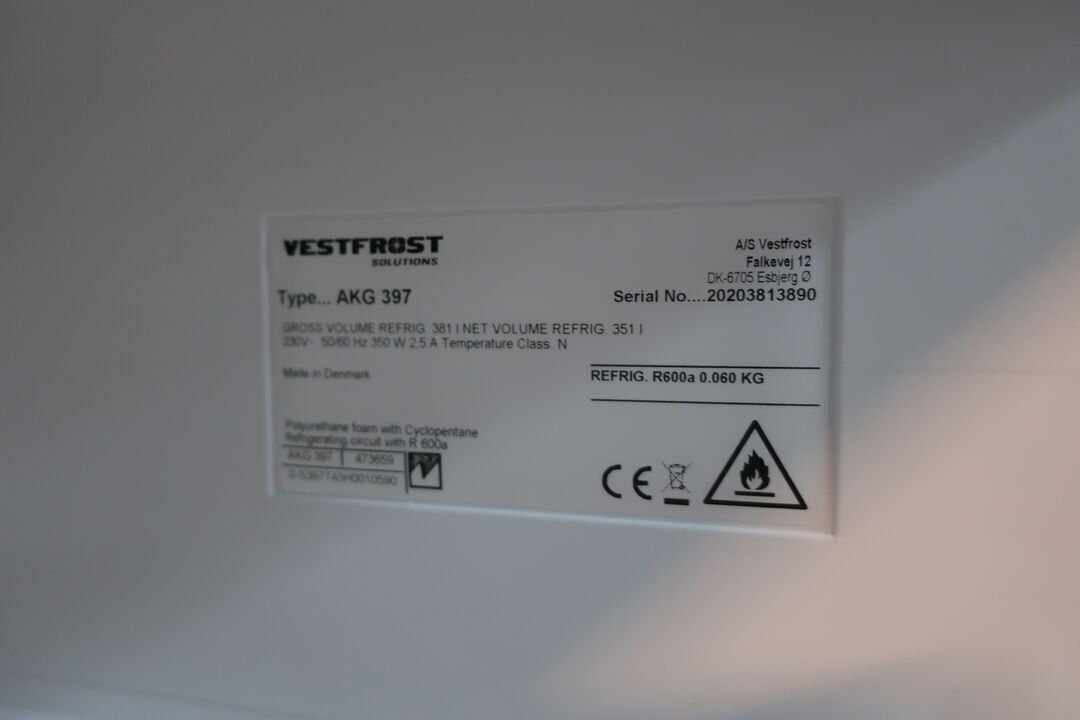 VESTFROST
SOLUTIONS
A/S Vestfrost
Falkevej 12
DK-6705 Esbjerg Ø
Type... AKG 397
Serial No....20203813890
GROSS VOLUME REFRIG. 381 l NET VOLUME REFRIG. 351 l
230V~ 50/60 Hz 350 W 2,5 A Temperature Class N
Made in Denmark
REFRIG. R600a 0.060 KG
Polyurethane foam with Cyclopentane
Refrigerating circuit with R 600a
AKG 397 473659
CE